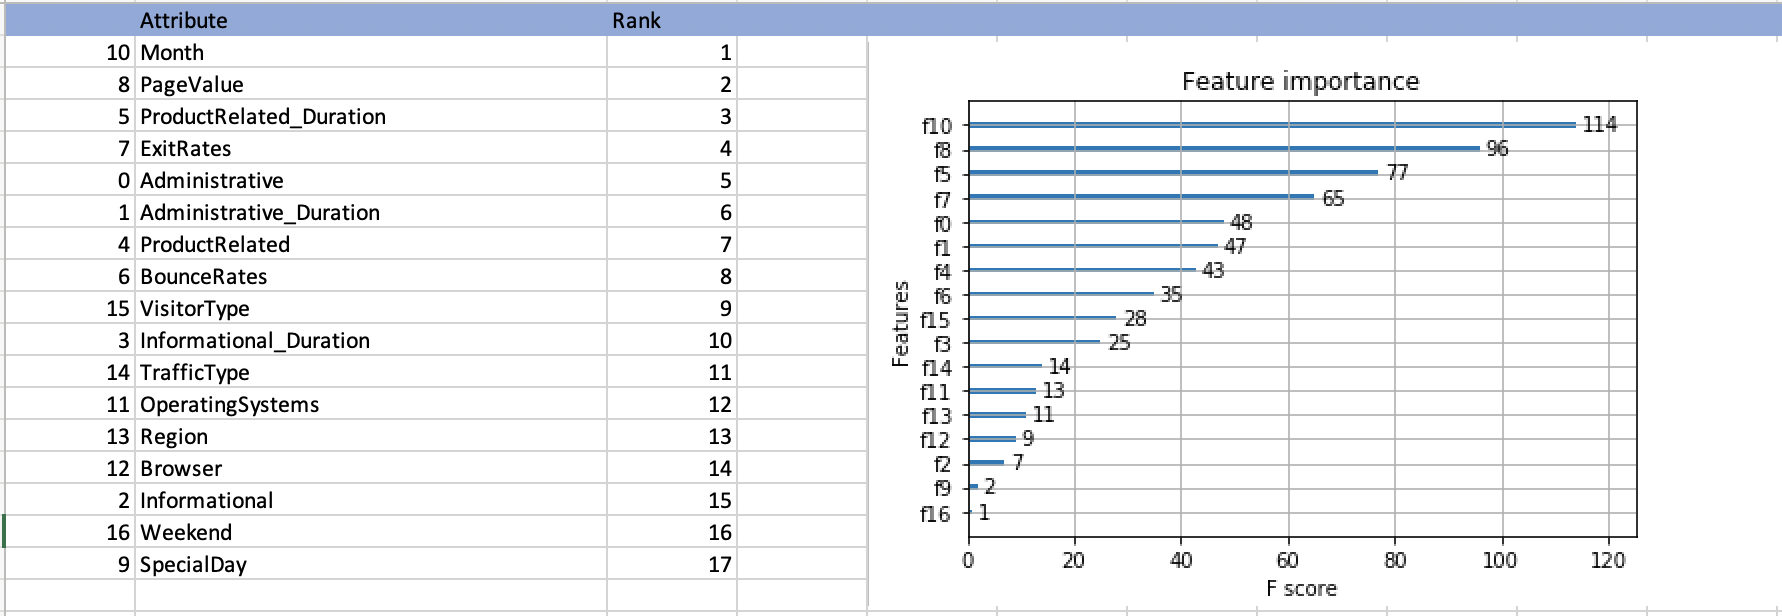 Attribute Rank
10 Month 1
8 PageValue 2
5 ProductRelated_Duration 3
7 ExitRates 4
0 Administrative 5
1 Administrative_Duration 6
4 ProductRelated 7
6 BounceRates 8
15 VisitorType 9
3 Informational_Duration 10
14 TrafficType 11
11 OperatingSystems 12
13 Region 13
12 Browser 14
2 Informational 15
16 Weekend 16
9 SpecialDay 17
Feature importance
f10 114
f8 96
f5 77
f7 65
f0 48
f1 47
f4 43
f6 35
f15 28
f3 25
f14 14
f11 13
f13 11
f12 9
f2 7
f9 2
f16 1
Features
0 20 40 60 80 100 120
F score